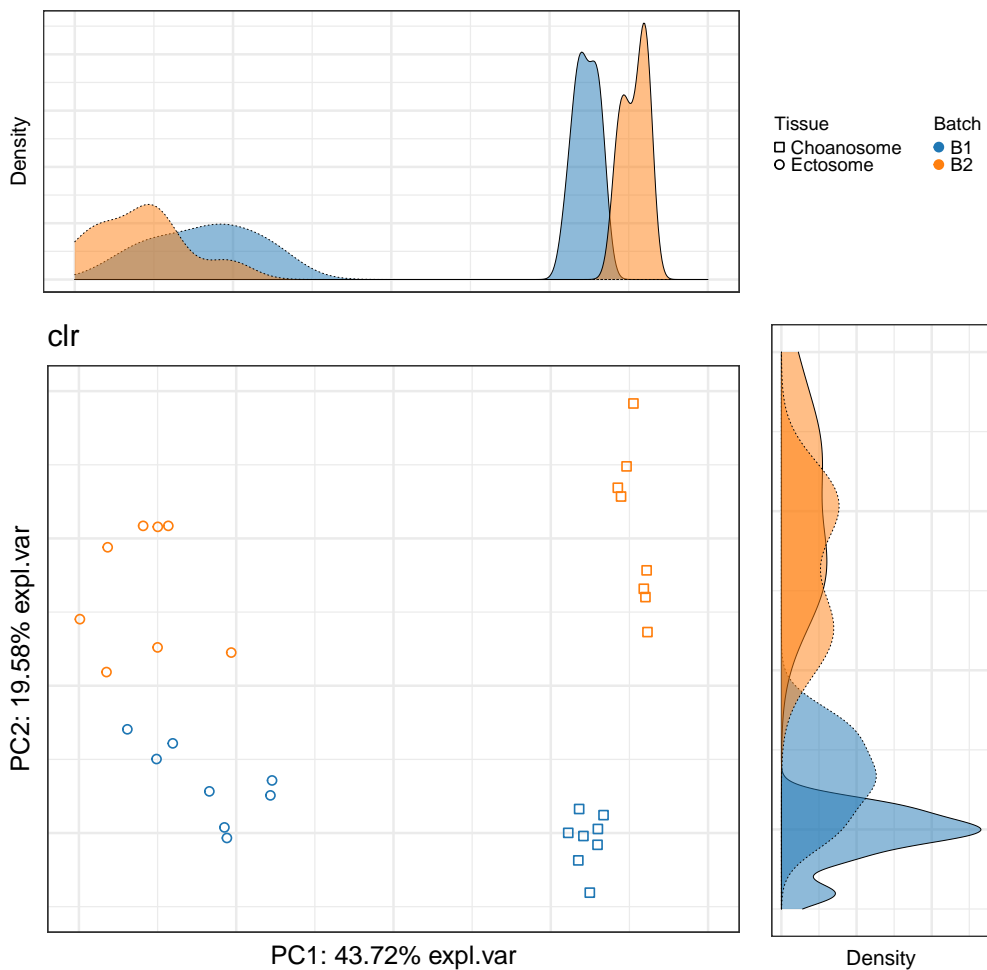 Density
Tissue
Choanosome
Ectosome
Batch
B1
B2
clr
PC2: 19.58% expl.var
PC1: 43.72% expl.var
Density